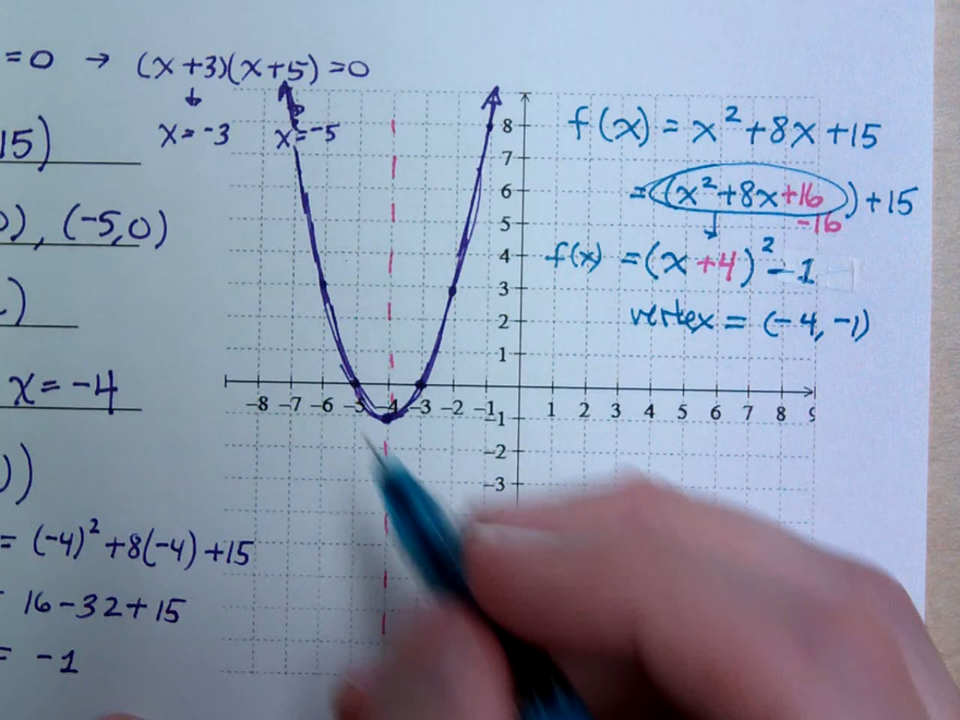 =0 → (x+3)(x+5)=0
x=-3 x=-5
15)
0), (-5,0)
)
x=-4
))
= (-4)²+8(-4)+15
= 16-32+15
= -1
8
7
6
5
4
3
2
1
-8 -7 -6 -5 -4 -3 -2 -1 1 2 3 4 5 6 7 8 9
-1
-2
-3
f(x)=x²+8x+15
=(x²+8x+16
-16)+15
f(x)=(x+4)²-1
vertex=(-4,-1)